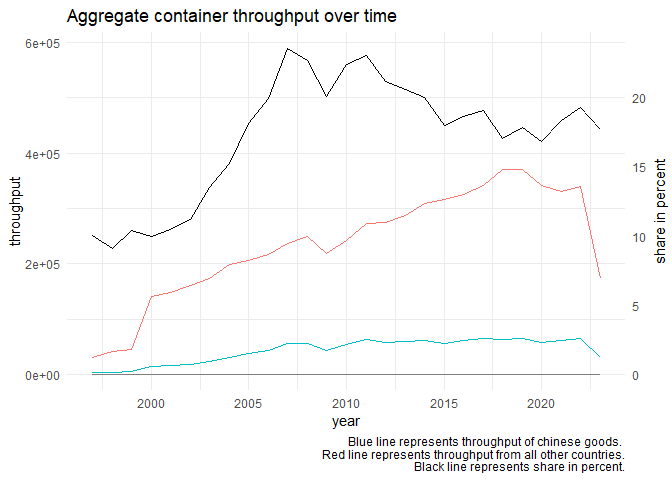 Aggregate container throughput over time
6e+05
4e+05
2e+05
0e+00
throughput
20
15
10
5
0
share in percent
2000 2005 2010 2015 2020
year
Blue line represents throughput of chinese goods.
Red line represents throughput from all other countries.
Black line represents share in percent.